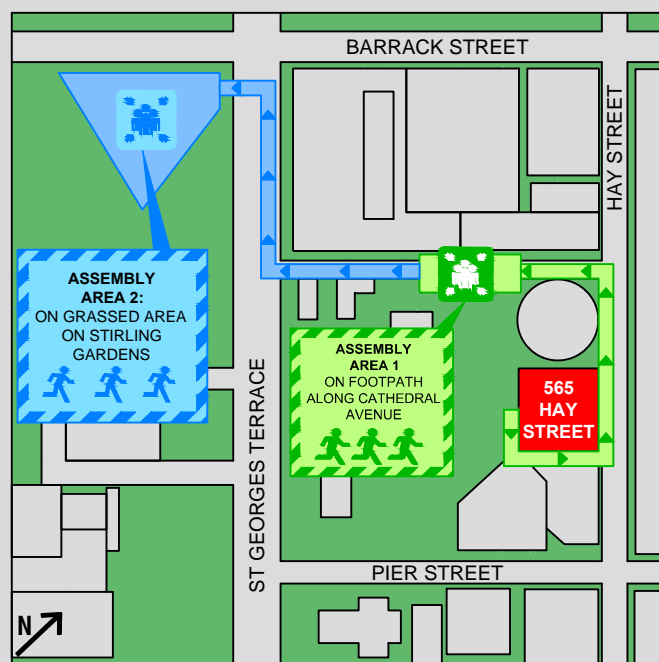 BARRACK STREET
HAY STREET
ASSEMBLY
AREA 2:
ON GRASSED AREA
ON STIRLING
GARDENS
ASSEMBLY
AREA 1
ON FOOTPATH
ALONG CATHEDRAL
AVENUE
565
HAY
STREET
ST GEORGES TERRACE
PIER STREET
N